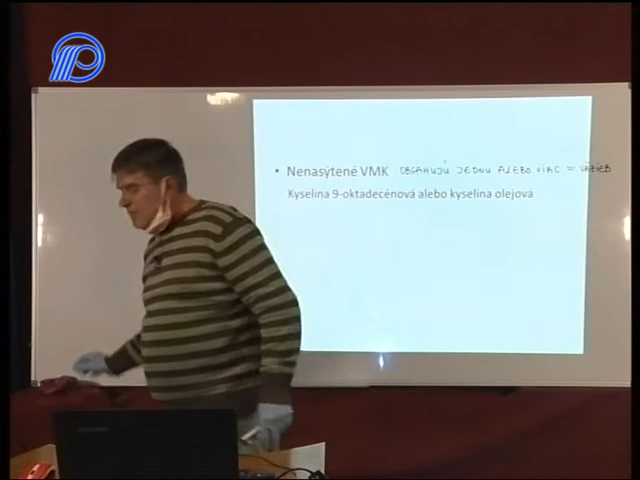 • Nenasýtené VMK OBSAHUJÚ JEDNU ALEBO VIAC = VÄZIEB
Kyselina 9-oktadecénová alebo kyselina olejová